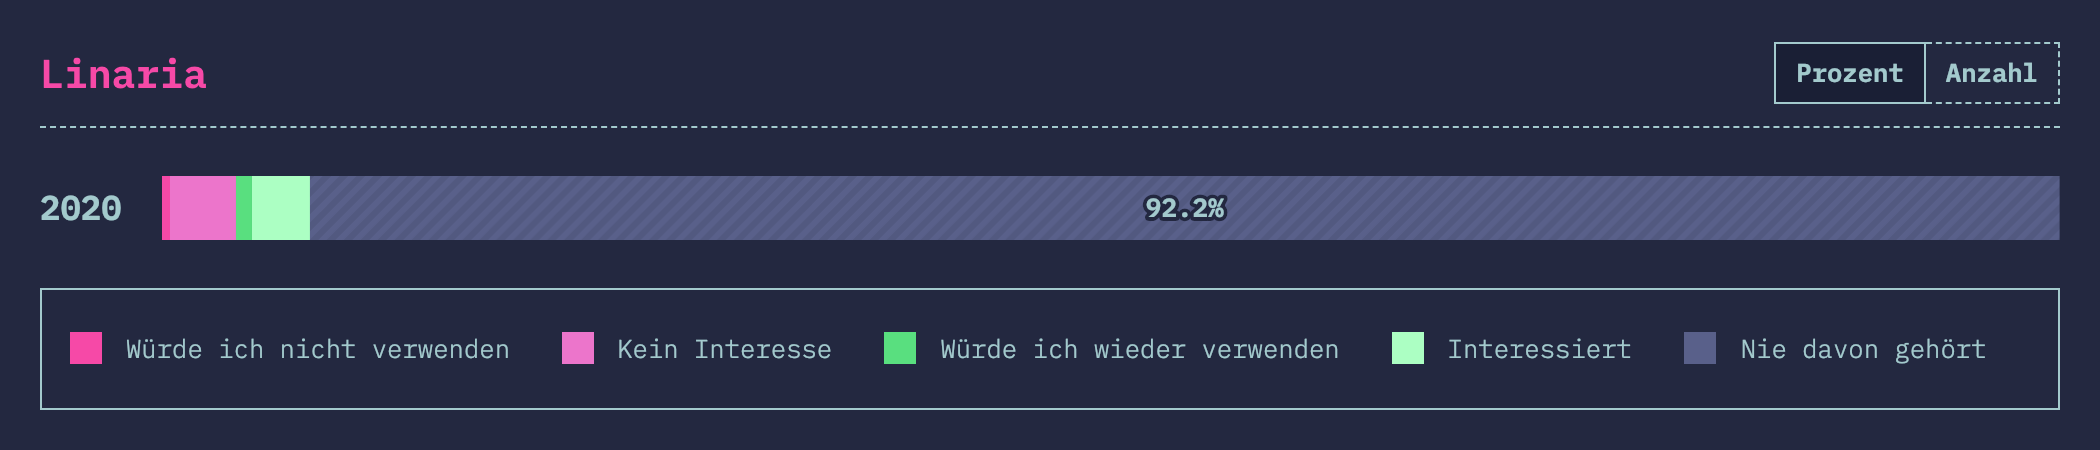 Linaria
Prozent Anzahl
2020 92.2%
Würde ich nicht verwenden Kein Interesse Würde ich wieder verwenden Interessiert Nie davon gehört